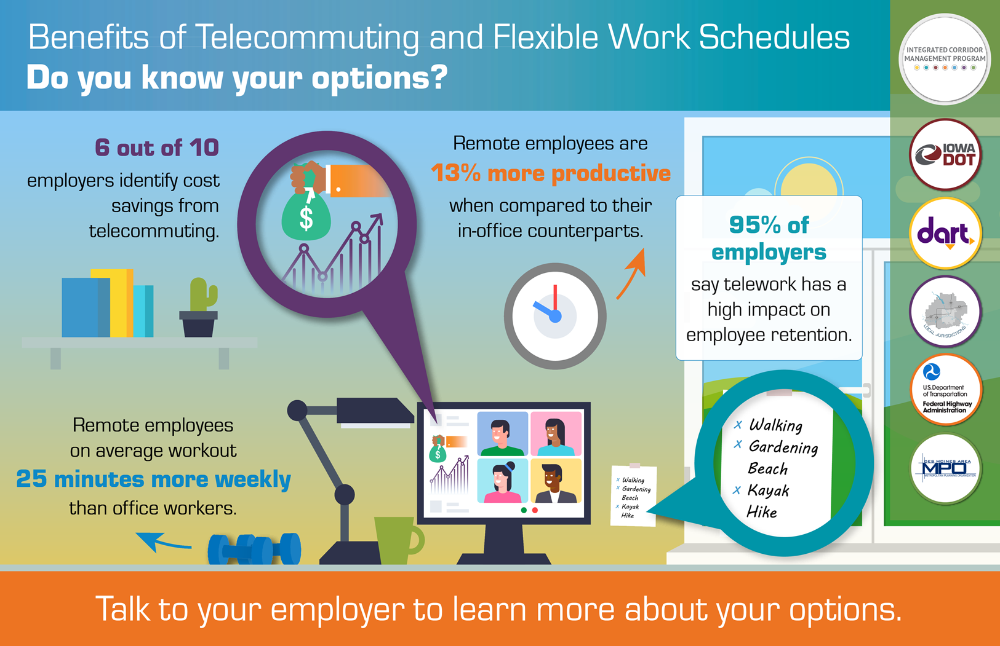 Benefits of Telecommuting and Flexible Work Schedules
Do you know your options?
INTEGRATED CORRIDOR
MANAGEMENT PROGRAM
6 out of 10
employers identify cost
savings from
telecommuting.
$
Remote employees are
13% more productive
when compared to their
in-office counterparts.
95% of
employers
say telework has a
high impact on
employee retention.
IOWA
DOT
dart
LOCAL JURISDICTIONS
U.S. Department
of Transportation
Federal Highway
Administration
DES MOINES AREA
MPO
METROPOLITAN PLANNING ORGANIZATION
Remote employees
on average workout
25 minutes more weekly
than office workers.
$
x Walking
x Gardening
Beach
x Kayak
Hike
x Walking
x Gardening
Beach
x Kayak
Hike
Talk to your employer to learn more about your options.